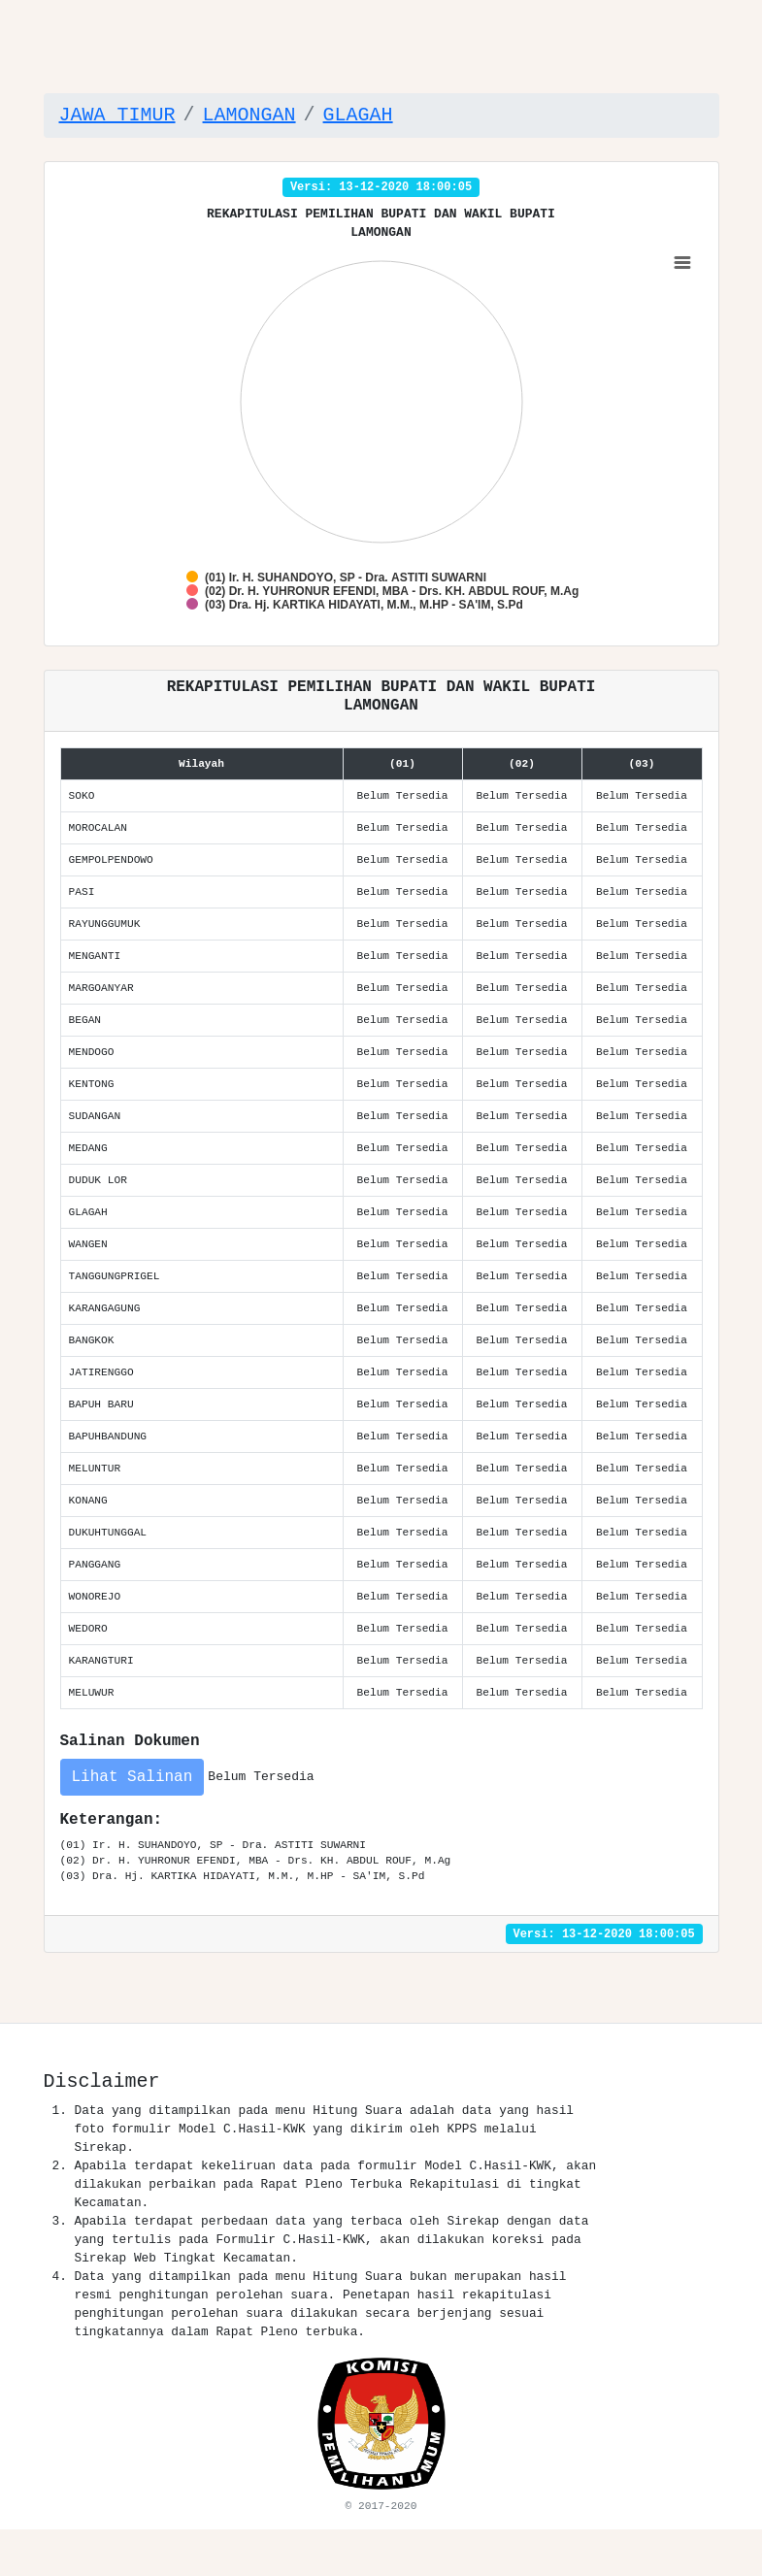 JAWA TIMUR / LAMONGAN / GLAGAH
Versi: 13-12-2020 18:00:05
REKAPITULASI PEMILIHAN BUPATI DAN WAKIL BUPATI
LAMONGAN
(01) Ir. H. SUHANDOYO, SP - Dra. ASTITI SUWARNI
(02) Dr. H. YUHRONUR EFENDI, MBA - Drs. KH. ABDUL ROUF, M.Ag
(03) Dra. Hj. KARTIKA HIDAYATI, M.M., M.HP - SA'IM, S.Pd
REKAPITULASI PEMILIHAN BUPATI DAN WAKIL BUPATI
LAMONGAN
Wilayah (01) (02) (03)
SOKO Belum Tersedia Belum Tersedia Belum Tersedia
MOROCALAN Belum Tersedia Belum Tersedia Belum Tersedia
GEMPOLPENDOWO Belum Tersedia Belum Tersedia Belum Tersedia
PASI Belum Tersedia Belum Tersedia Belum Tersedia
RAYUNGGUMUK Belum Tersedia Belum Tersedia Belum Tersedia
MENGANTI Belum Tersedia Belum Tersedia Belum Tersedia
MARGOANYAR Belum Tersedia Belum Tersedia Belum Tersedia
BEGAN Belum Tersedia Belum Tersedia Belum Tersedia
MENDOGO Belum Tersedia Belum Tersedia Belum Tersedia
KENTONG Belum Tersedia Belum Tersedia Belum Tersedia
SUDANGAN Belum Tersedia Belum Tersedia Belum Tersedia
MEDANG Belum Tersedia Belum Tersedia Belum Tersedia
DUDUK LOR Belum Tersedia Belum Tersedia Belum Tersedia
GLAGAH Belum Tersedia Belum Tersedia Belum Tersedia
WANGEN Belum Tersedia Belum Tersedia Belum Tersedia
TANGGUNGPRIGEL Belum Tersedia Belum Tersedia Belum Tersedia
KARANGAGUNG Belum Tersedia Belum Tersedia Belum Tersedia
BANGKOK Belum Tersedia Belum Tersedia Belum Tersedia
JATIRENGGO Belum Tersedia Belum Tersedia Belum Tersedia
BAPUH BARU Belum Tersedia Belum Tersedia Belum Tersedia
BAPUHBANDUNG Belum Tersedia Belum Tersedia Belum Tersedia
MELUNTUR Belum Tersedia Belum Tersedia Belum Tersedia
KONANG Belum Tersedia Belum Tersedia Belum Tersedia
DUKUHTUNGGAL Belum Tersedia Belum Tersedia Belum Tersedia
PANGGANG Belum Tersedia Belum Tersedia Belum Tersedia
WONOREJO Belum Tersedia Belum Tersedia Belum Tersedia
WEDORO Belum Tersedia Belum Tersedia Belum Tersedia
KARANGTURI Belum Tersedia Belum Tersedia Belum Tersedia
MELUWUR Belum Tersedia Belum Tersedia Belum Tersedia
Salinan Dokumen
Lihat Salinan Belum Tersedia
Keterangan:
(01) Ir. H. SUHANDOYO, SP - Dra. ASTITI SUWARNI
(02) Dr. H. YUHRONUR EFENDI, MBA - Drs. KH. ABDUL ROUF, M.Ag
(03) Dra. Hj. KARTIKA HIDAYATI, M.M., M.HP - SA'IM, S.Pd
Versi: 13-12-2020 18:00:05
Disclaimer
1. Data yang ditampilkan pada menu Hitung Suara adalah data yang hasil
foto formulir Model C.Hasil-KWK yang dikirim oleh KPPS melalui
Sirekap.
2. Apabila terdapat kekeliruan data pada formulir Model C.Hasil-KWK, akan
dilakukan perbaikan pada Rapat Pleno Terbuka Rekapitulasi di tingkat
Kecamatan.
3. Apabila terdapat perbedaan data yang terbaca oleh Sirekap dengan data
yang tertulis pada Formulir C.Hasil-KWK, akan dilakukan koreksi pada
Sirekap Web Tingkat Kecamatan.
4. Data yang ditampilkan pada menu Hitung Suara bukan merupakan hasil
resmi penghitungan perolehan suara. Penetapan hasil rekapitulasi
penghitungan perolehan suara dilakukan secara berjenjang sesuai
tingkatannya dalam Rapat Pleno terbuka.
KOMISI
PEMILIHAN UMUM
© 2017-2020